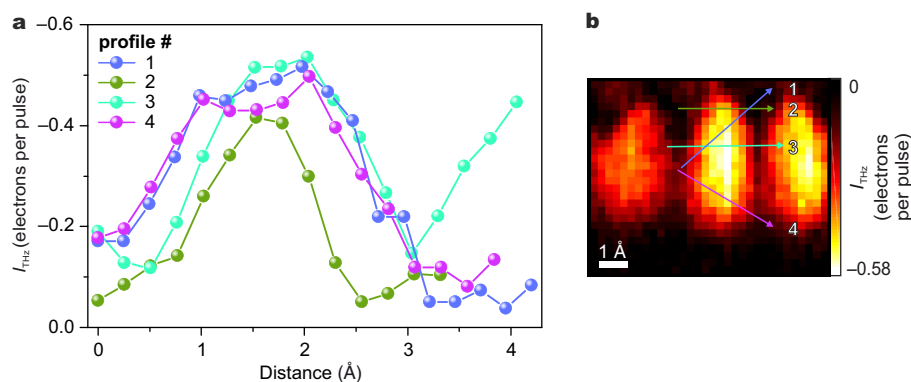 a
profile #
1
2
3
4
I_THz (electrons per pulse)
–0.6
–0.4
–0.2
0.0
0
1
2
3
4
Distance (Å)
b
1
2
3
4
1 Å
0
–0.58
I_THz
(electrons
per pulse)